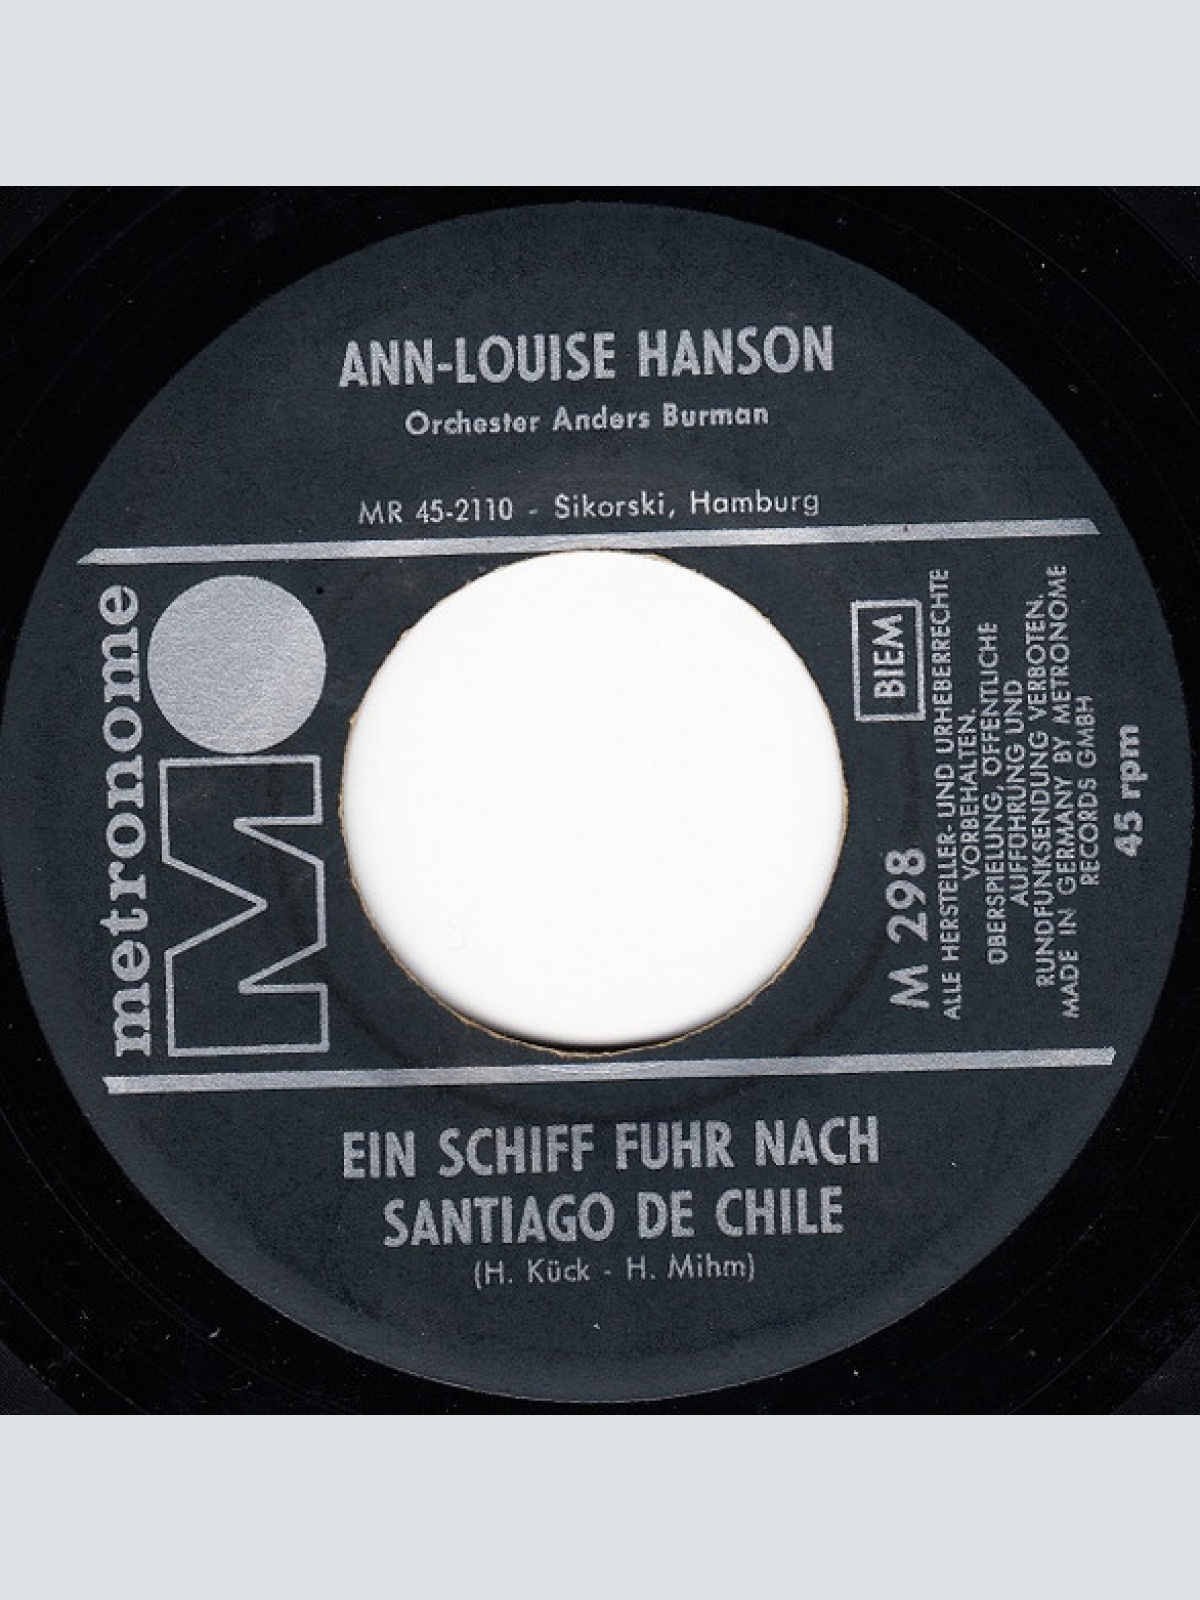 ANN-LOUISE HANSON
Orchester Anders Burman
MR 45-2110 - Sikorski, Hamburg
metronome
M
BIEM
M 298
ALLE HERSTELLER- UND URHEBERRECHTE
VORBEHALTEN.
ÜBERSPIELUNG, ÖFFENTLICHE
AUFFÜHRUNG UND
RUNDFUNKSENDUNG VERBOTEN.
MADE IN GERMANY BY METRONOME
RECORDS GMBH
45 rpm
EIN SCHIFF FUHR NACH
SANTIAGO DE CHILE
(H. Kück - H. Mihm)